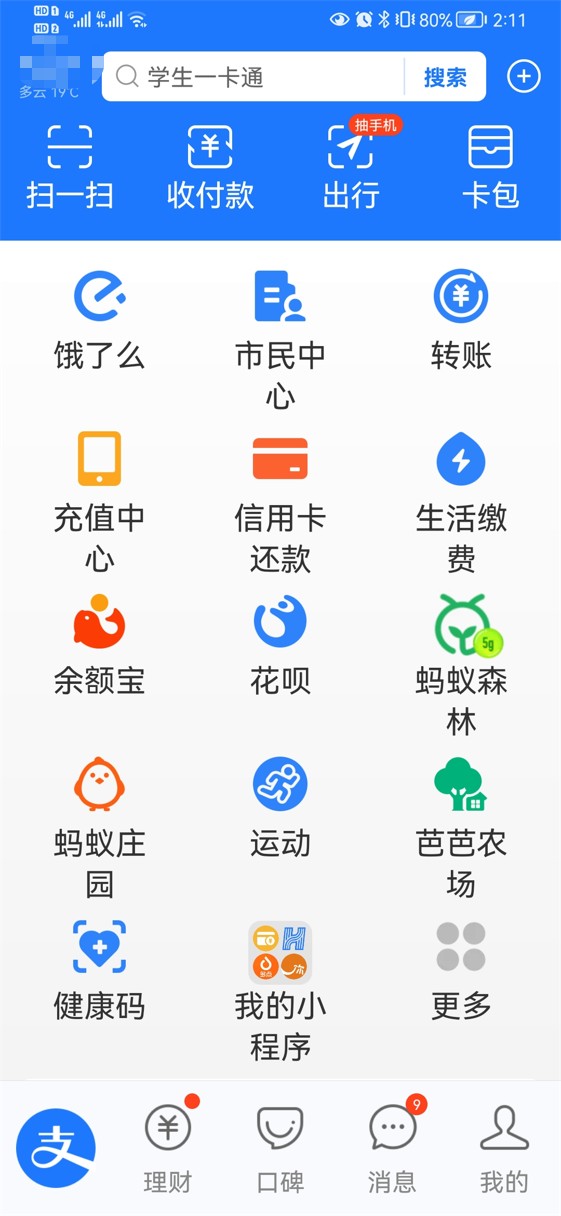 HD 1 4G 4G 80% 2:11
HD 2
多云 19℃
学生一卡通 搜索
抽手机
扫一扫 收付款 出行 卡包
饿了么 市民中 转账
心
充值中 信用卡 生活缴
心 还款 费
5g
余额宝 花呗 蚂蚁森
林
蚂蚁庄 运动 芭芭农
园 场
健康码 我的小 更多
程序
9
支
理财 口碑 消息 我的